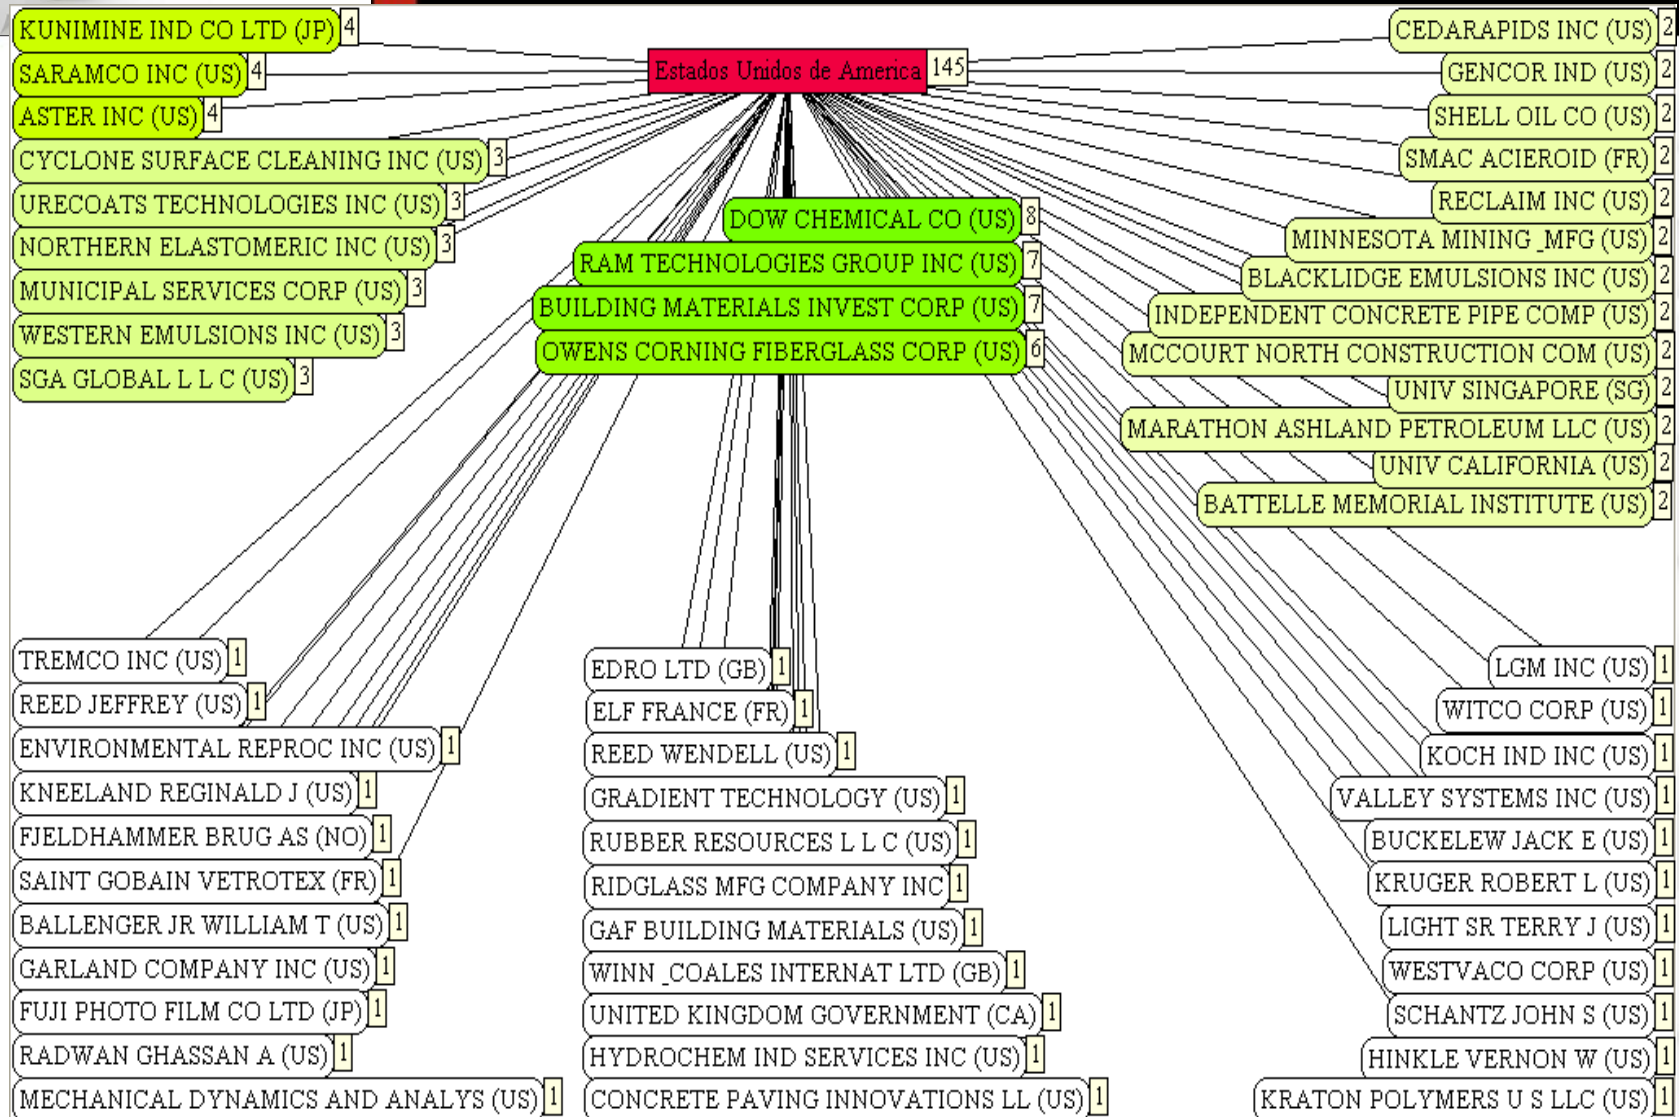 Estados Unidos de America 145
KUNIMINE IND CO LTD (JP) 4
SARAMCO INC (US) 4
ASTER INC (US) 4
CYCLONE SURFACE CLEANING INC (US) 3
URECOATS TECHNOLOGIES INC (US) 3
NORTHERN ELASTOMERIC INC (US) 3
MUNICIPAL SERVICES CORP (US) 3
WESTERN EMULSIONS INC (US) 3
SGA GLOBAL L L C (US) 3
DOW CHEMICAL CO (US) 8
RAM TECHNOLOGIES GROUP INC (US) 7
BUILDING MATERIALS INVEST CORP (US) 7
OWENS CORNING FIBERGLASS CORP (US) 6
CEDARAPIDS INC (US) 2
GENCOR IND (US) 2
SHELL OIL CO (US) 2
SMAC ACIEROID (FR) 2
RECLAIM INC (US) 2
MINNESOTA MINING _MFG (US) 2
BLACKLIDGE EMULSIONS INC (US) 2
INDEPENDENT CONCRETE PIPE COMP (US) 2
MCCOURT NORTH CONSTRUCTION COM (US) 2
UNIV SINGAPORE (SG) 2
MARATHON ASHLAND PETROLEUM LLC (US) 2
UNIV CALIFORNIA (US) 2
BATTELLE MEMORIAL INSTITUTE (US) 2
TREMCO INC (US) 1
REED JEFFREY (US) 1
ENVIRONMENTAL REPROC INC (US) 1
KNEELAND REGINALD J (US) 1
FJELDHAMMER BRUG AS (NO) 1
SAINT GOBAIN VETROTEX (FR) 1
BALLENGER JR WILLIAM T (US) 1
GARLAND COMPANY INC (US) 1
FUJI PHOTO FILM CO LTD (JP) 1
RADWAN GHASSAN A (US) 1
MECHANICAL DYNAMICS AND ANALYS (US) 1
EDRO LTD (GB) 1
ELF FRANCE (FR) 1
REED WENDELL (US) 1
GRADIENT TECHNOLOGY (US) 1
RUBBER RESOURCES L L C (US) 1
RIDGLASS MFG COMPANY INC 1
GAF BUILDING MATERIALS (US) 1
WINN _COALES INTERNAT LTD (GB) 1
UNITED KINGDOM GOVERNMENT (CA) 1
HYDROCHEM IND SERVICES INC (US) 1
CONCRETE PAVING INNOVATIONS LL (US) 1
LGM INC (US) 1
WITCO CORP (US) 1
KOCH IND INC (US) 1
VALLEY SYSTEMS INC (US) 1
BUCKELEW JACK E (US) 1
KRUGER ROBERT L (US) 1
LIGHT SR TERRY J (US) 1
WESTVACO CORP (US) 1
SCHANTZ JOHN S (US) 1
HINKLE VERNON W (US) 1
KRATON POLYMERS U S LLC (US) 1